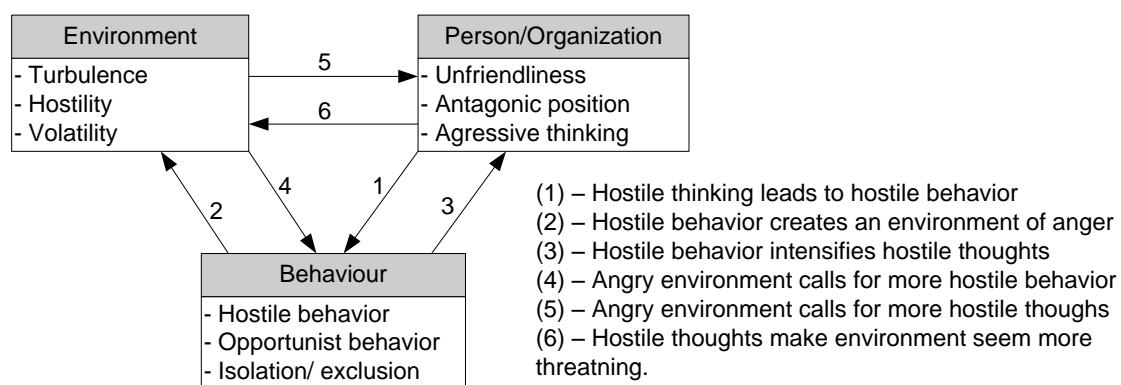 Environment
- Turbulence
- Hostility
- Volatility
Person/Organization
- Unfriendliness
- Antagonic position
- Agressive thinking
5
6
4
1
2
3
Behaviour
- Hostile behavior
- Opportunist behavior
- Isolation/ exclusion
(1) – Hostile thinking leads to hostile behavior
(2) – Hostile behavior creates an environment of anger
(3) – Hostile behavior intensifies hostile thoughts
(4) – Angry environment calls for more hostile behavior
(5) – Angry environment calls for more hostile thoughs
(6) – Hostile thoughts make environment seem more
threatning.